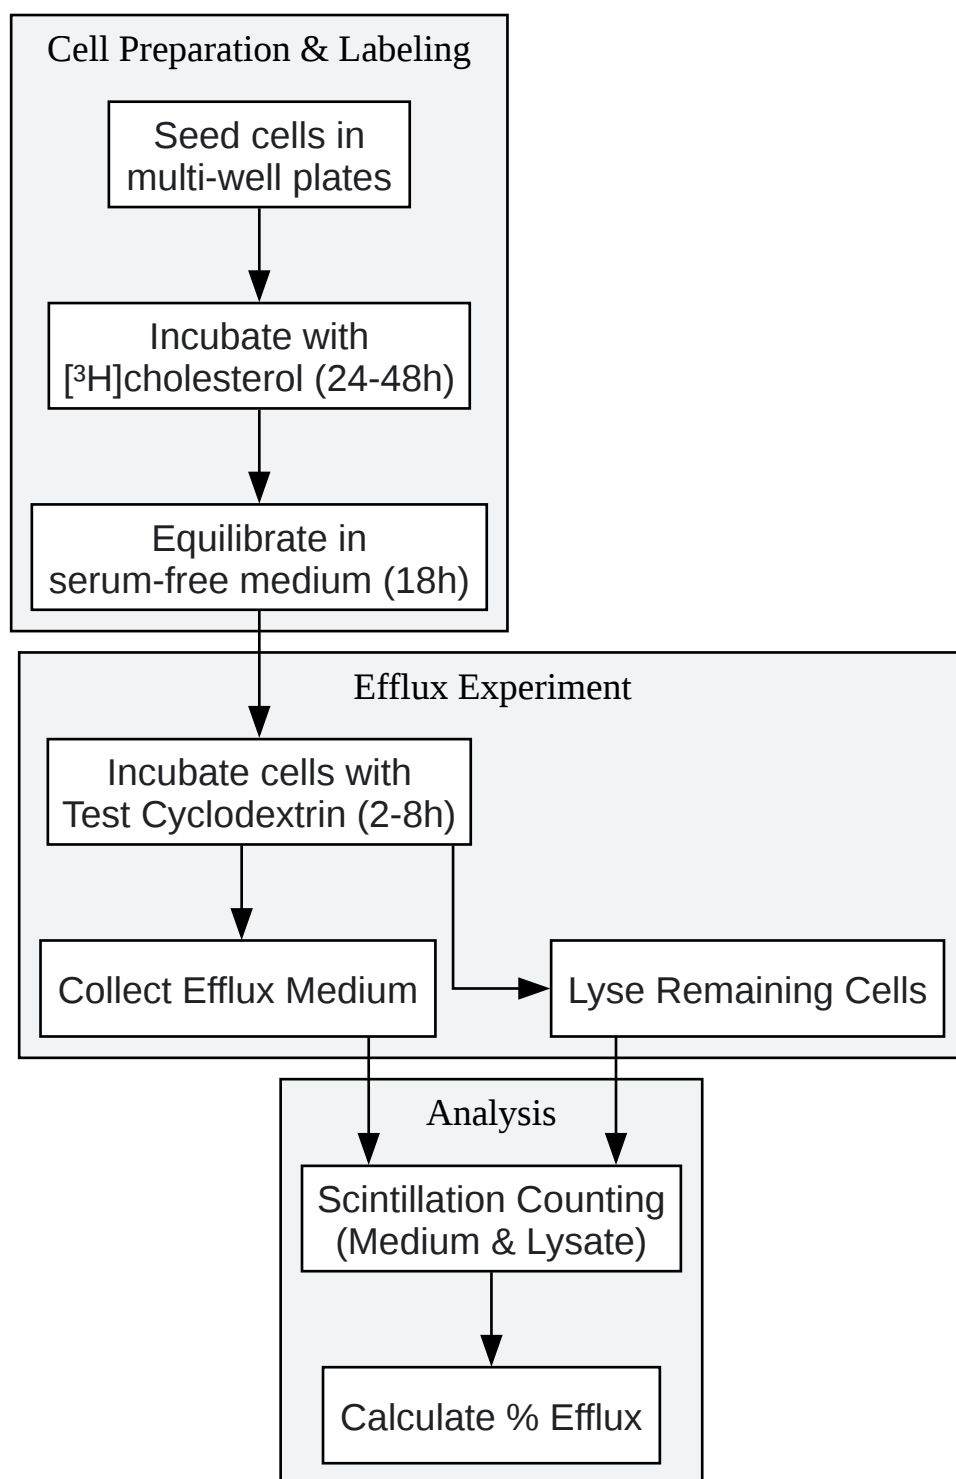 Cell Preparation & Labeling
Seed cells in
multi-well plates
Incubate with
[³H]cholesterol (24-48h)
Equilibrate in
serum-free medium (18h)
Efflux Experiment
Incubate cells with
Test Cyclodextrin (2-8h)
Collect Efflux Medium
Lyse Remaining Cells
Analysis
Scintillation Counting
(Medium & Lysate)
Calculate % Efflux